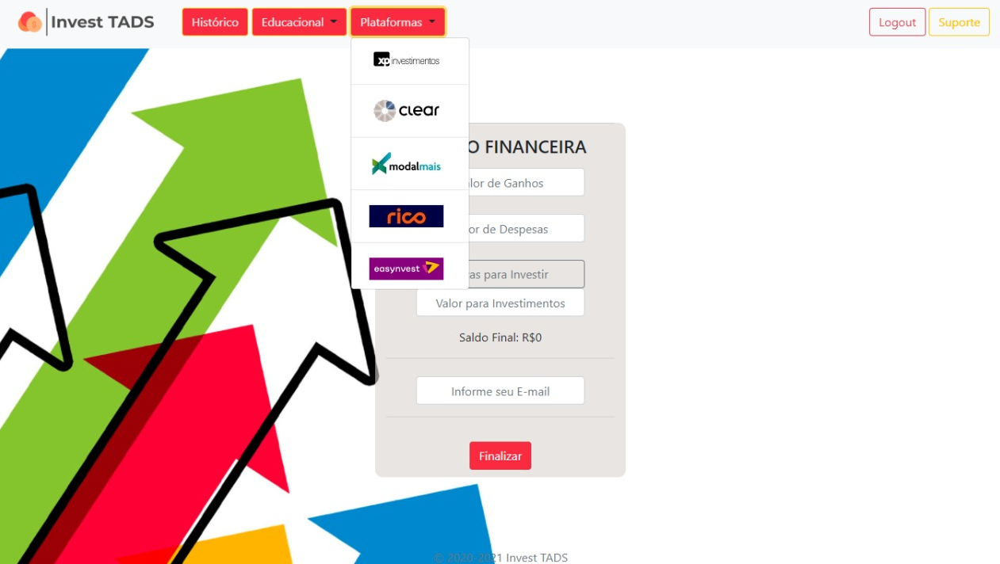 Invest TADS
Histórico
Educacional
Plataformas
Logout
Suporte
xp investimentos
clear
modalmais
rico
easynvest
O FINANCEIRA
lor de Ganhos
or de Despesas
as para Investir
Valor para Investimentos
Saldo Final: R$0
Informe seu E-mail
Finalizar
© 2020-2021 Invest TADS